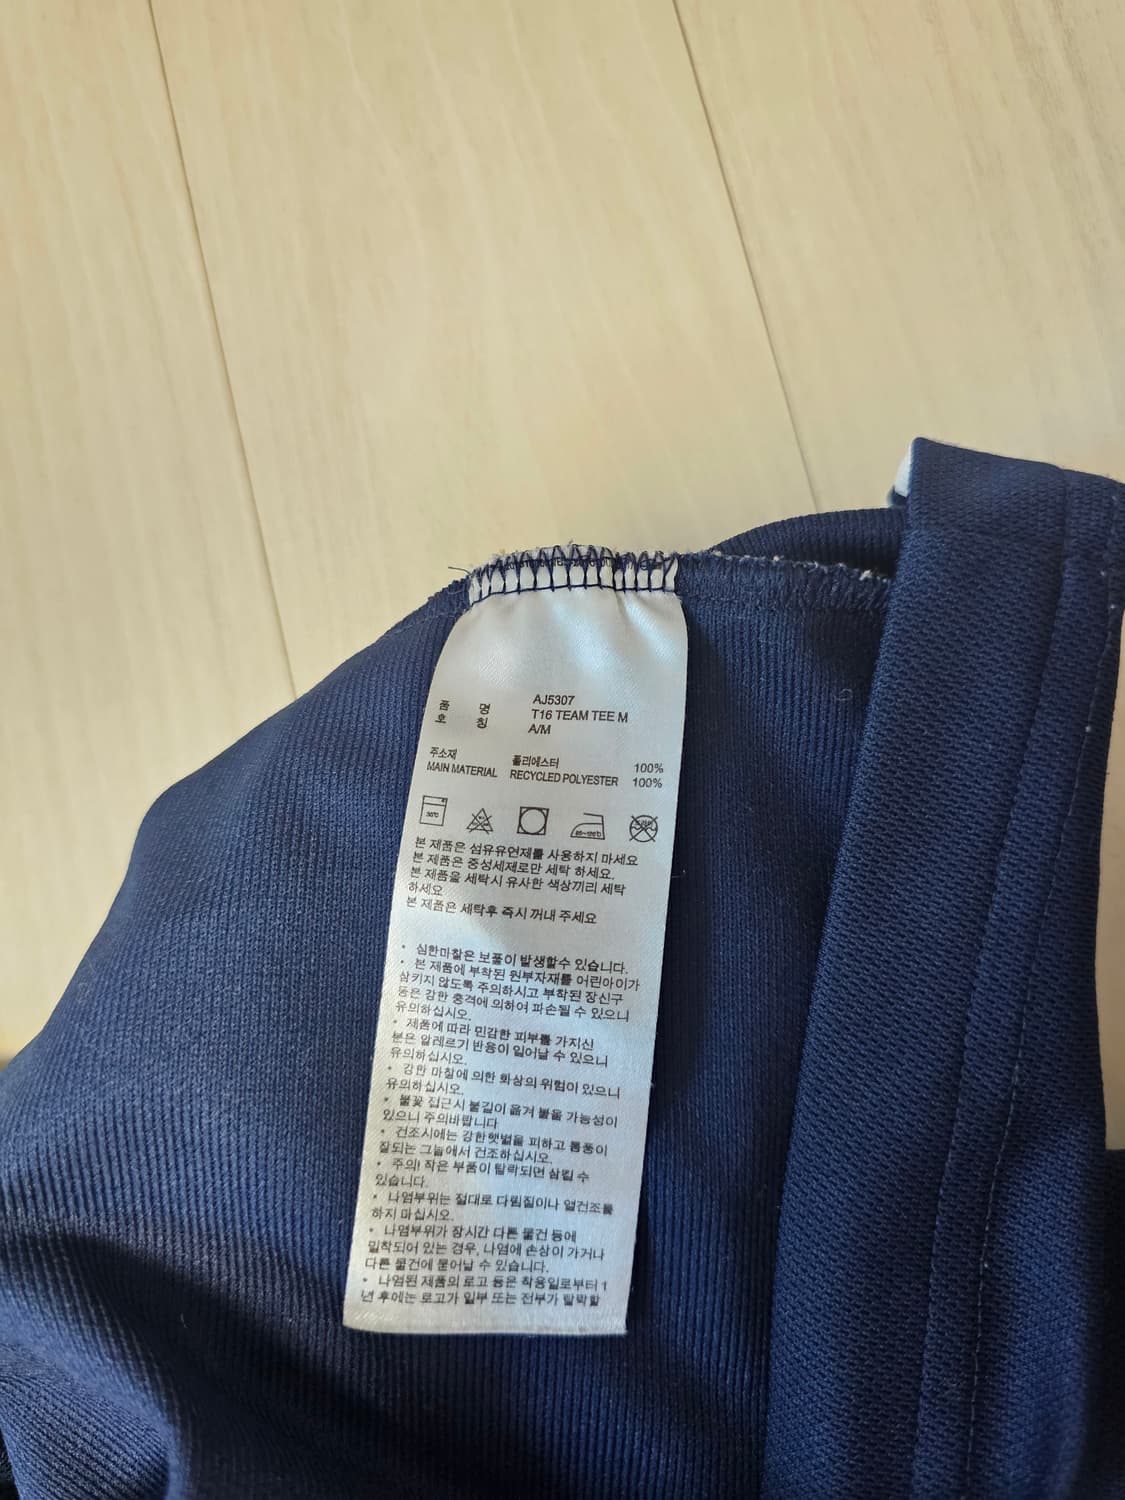 AJ5307
품 명 T16 TEAM TEE M
호 칭 A/M
주소재 폴리에스터 100%
MAIN MATERIAL RECYCLED POLYESTER 100%
30℃ 80~120℃
본 제품은 섬유유연제를 사용하지 마세요
본 제품은 중성세제로만 세탁 하세요.
본 제품을 세탁시 유사한 색상끼리 세탁
하세요
본 제품은 세탁후 즉시 꺼내 주세요
• 심한마찰은 보풀이 발생할수 있습니다.
• 본 제품에 부착된 원부자재를 어린아이가
삼키지 않도록 주의하시고 부착된 장신구
등은 강한 충격에 의하여 파손될 수 있으니
유의하십시오.
• 제품에 따라 민감한 피부를 가지신
분은 알레르기 반응이 일어날 수 있으니
유의하십시오.
• 강한 마찰에 의한 화상의 위험이 있으니
유의하십시오.
• 불꽃 접근시 불길이 옮겨 붙을 가능성이
있으니 주의바랍니다
• 건조시에는 강한햇볕을 피하고 통풍이
잘되는 그늘에서 건조하십시오.
• 주의! 작은 부품이 탈락되면 삼킬 수
있습니다.
• 나염부위는 절대로 다림질이나 열건조를
하지 마십시오.
• 나염부위가 장시간 다른 물건 등에
밀착되어 있는 경우, 나염에 손상이 가거나
다른 물건에 묻어날 수 있습니다.
• 나염된 제품의 로고 등은 착용일로부터 1
년 후에는 로고가 일부 또는 전부가 탈락할